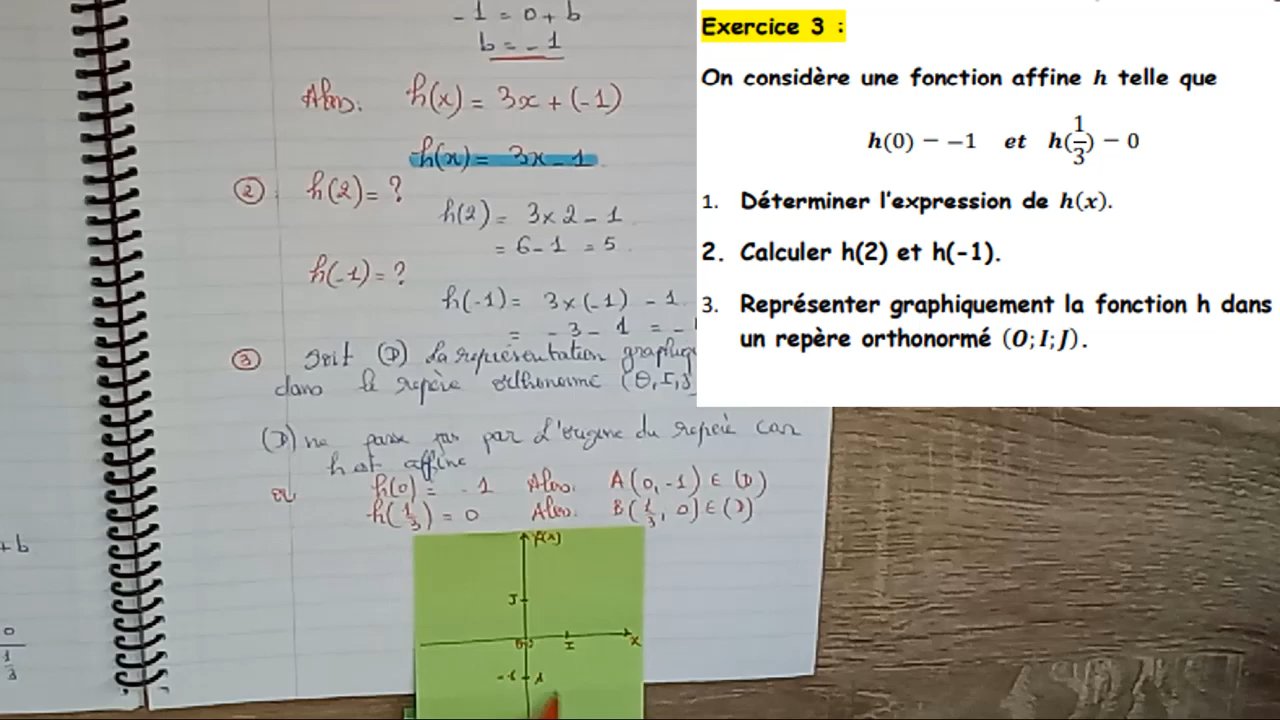 - 1 = 0 + b
b = - 1
Alors. h(x) = 3x + (-1)
h(x) = 3x - 1
② h(2) = ?
h(2) = 3 x 2 - 1
= 6 - 1 = 5
h(-1) = ?
h(-1) = 3 x (-1) - 1
= - 3 - 1 = -
③ Soit (D) La représentation graphiq
dans le repère orthonormé (O, I, J
(D) ne passe pas par l'origine du repère car
h est affine
h(0) = - 1 Alors. A(0, -1) ∈ (D)
h(1/3) = 0 Alors. B(1/3, 0) ∈ (D)
+ b
0
1/3
J
I
x
-1
A
Exercice 3 :
On considère une fonction affine h telle que
h(0) − −1 et h(1/3) − 0
1. Déterminer l'expression de h(x).
2. Calculer h(2) et h(-1).
3. Représenter graphiquement la fonction h dans
un repère orthonormé (O; I; J).